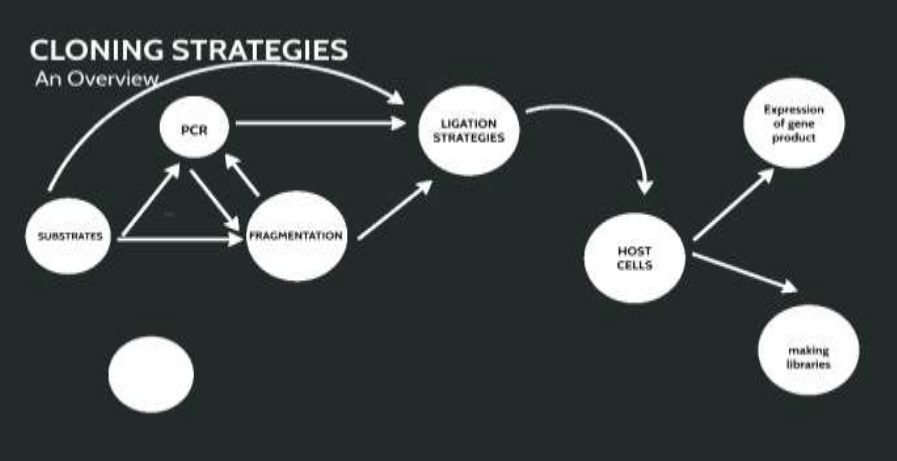 CLONING STRATEGIES
An Overview
PCR
LIGATION
STRATEGIES
Expression
of gene
product
SUBSTRATES
FRAGMENTATION
HOST
CELLS
making
libraries